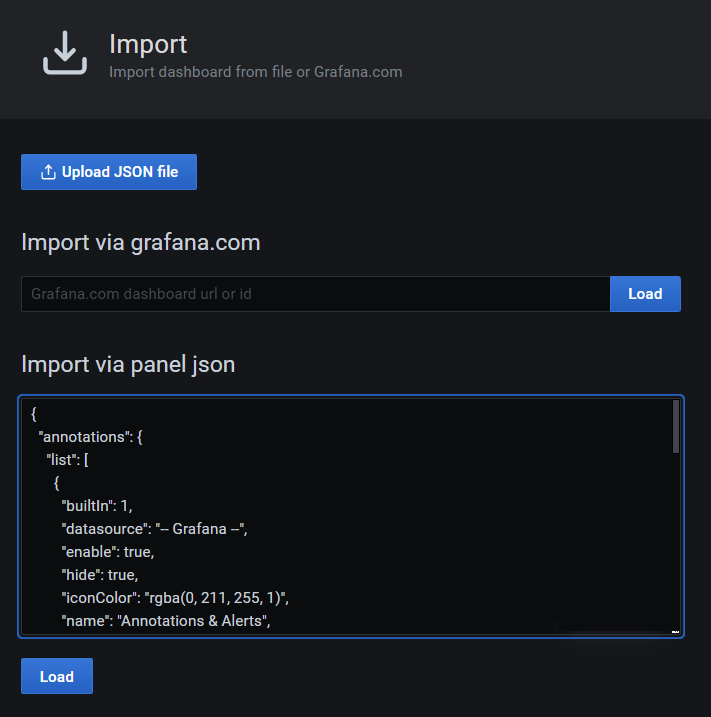 Import
Import dashboard from file or Grafana.com
Upload JSON file
Import via grafana.com
Grafana.com dashboard url or id
Load
Import via panel json
{
"annotations": {
"list": [
{
"builtIn": 1,
"datasource": "-- Grafana --",
"enable": true,
"hide": true,
"iconColor": "rgba(0, 211, 255, 1)",
"name": "Annotations & Alerts",
Load